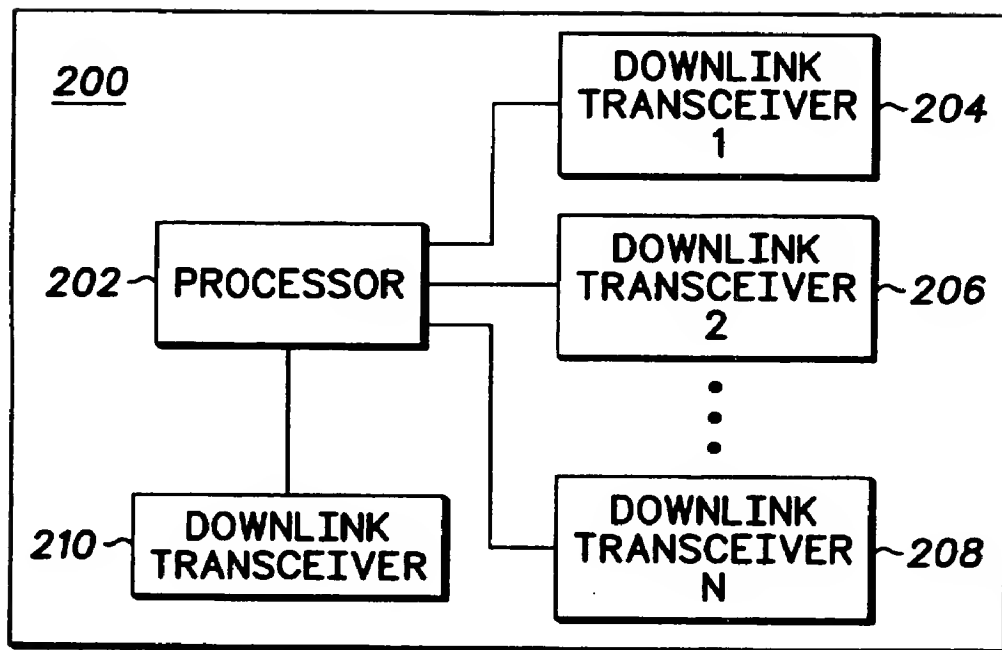 200
DOWNLINK
TRANSCEIVER
1
204
202
PROCESSOR
DOWNLINK
TRANSCEIVER
2
206
210
DOWNLINK
TRANSCEIVER
DOWNLINK
TRANSCEIVER
N
208